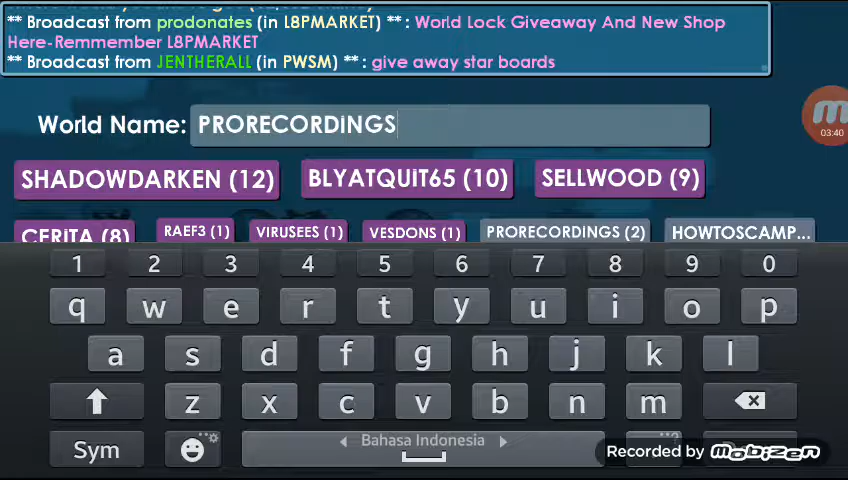 ** Broadcast from prodonates (in L8PMARKET) ** : World Lock Giveaway And New Shop
Here-Remmember L8PMARKET
** Broadcast from JENTHERALL (in PWSM) ** : give away star boards
World Name: PRORECORDINGS
03:40
SHADOWDARKEN (12) BLYATQUIT65 (10) SELLWOOD (9)
CERITA (8) RAEF3 (1) VIRUSEES (1) VESDONS (1) PRORECORDINGS (2) HOWTOSCAMP...
1 2 3 4 5 6 7 8 9 0
q w e r t y u i o p
a s d f g h j k l
z x c v b n m
Sym Bahasa Indonesia
Recorded by mobizen